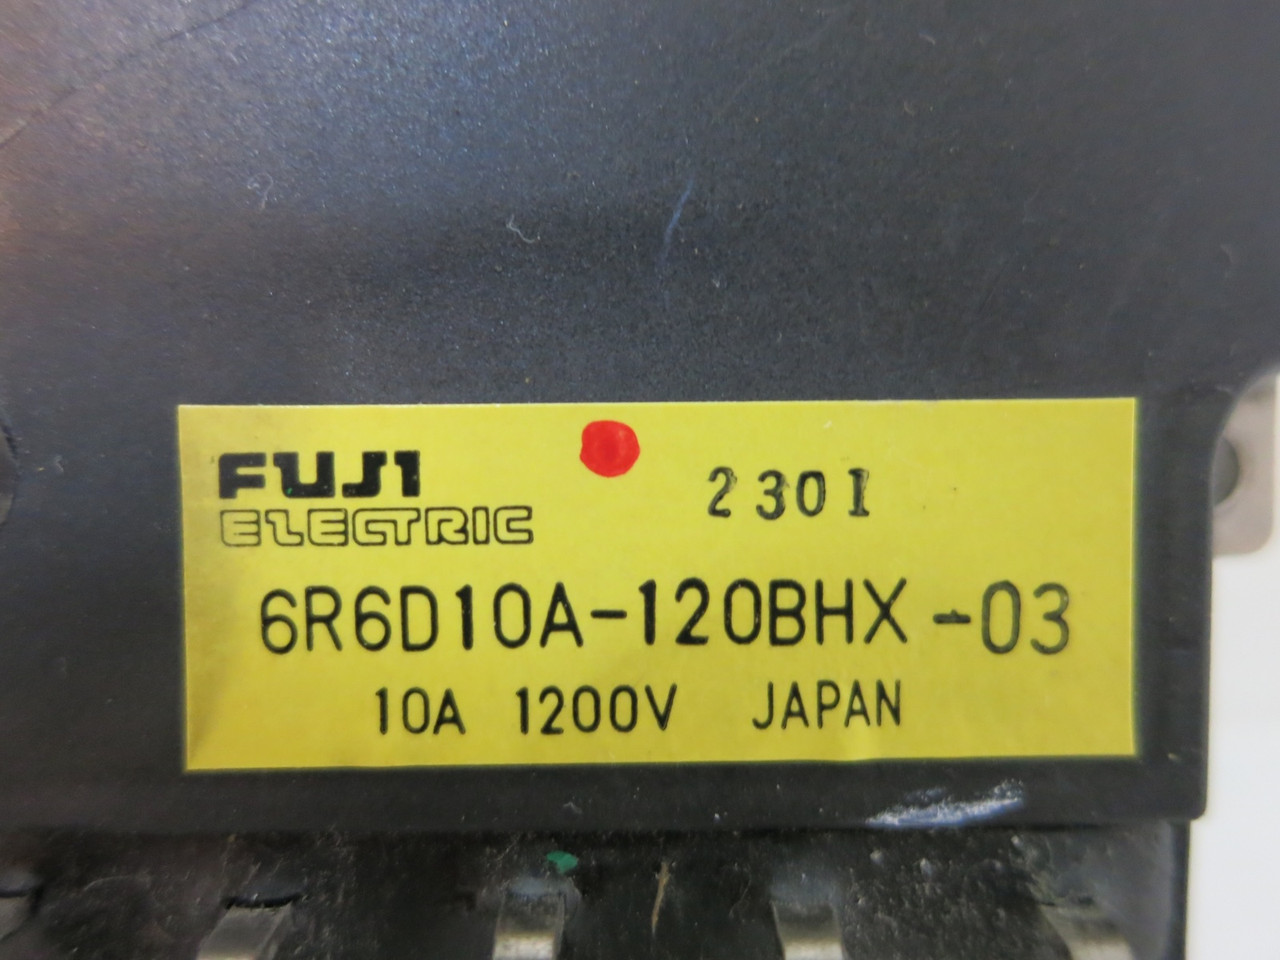 FUJI
ELECTRIC
2301
6R6D10A-120BHX-03
10A 1200V JAPAN